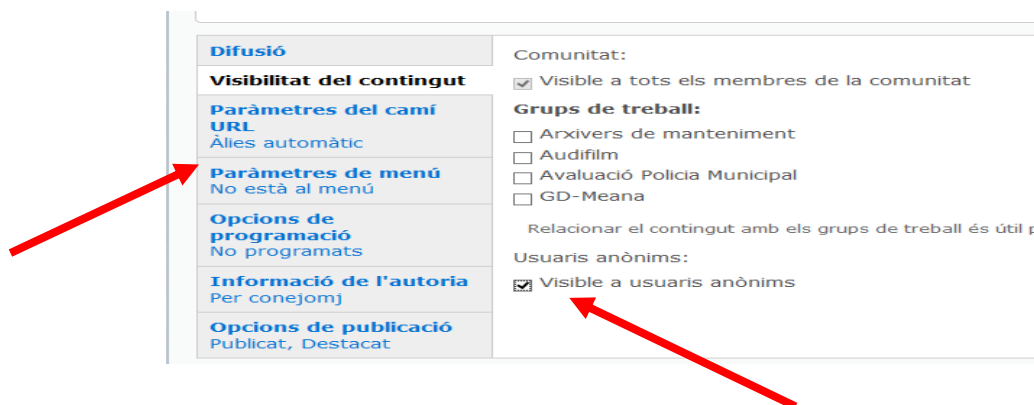 Difusió
Visibilitat del contingut
Paràmetres del camí
URL
Àlies automàtic
Paràmetres de menú
No està al menú
Opcions de
programació
No programats
Informació de l'autoria
Per conejomj
Opcions de publicació
Publicat, Destacat
Comunitat:
Visible a tots els membres de la comunitat
Grups de treball:
Arxivers de manteniment
Audifilm
Avaluació Policia Municipal
GD-Meana
Relacionar el contingut amb els grups de treball és útil p
Usuaris anònims:
Visible a usuaris anònims